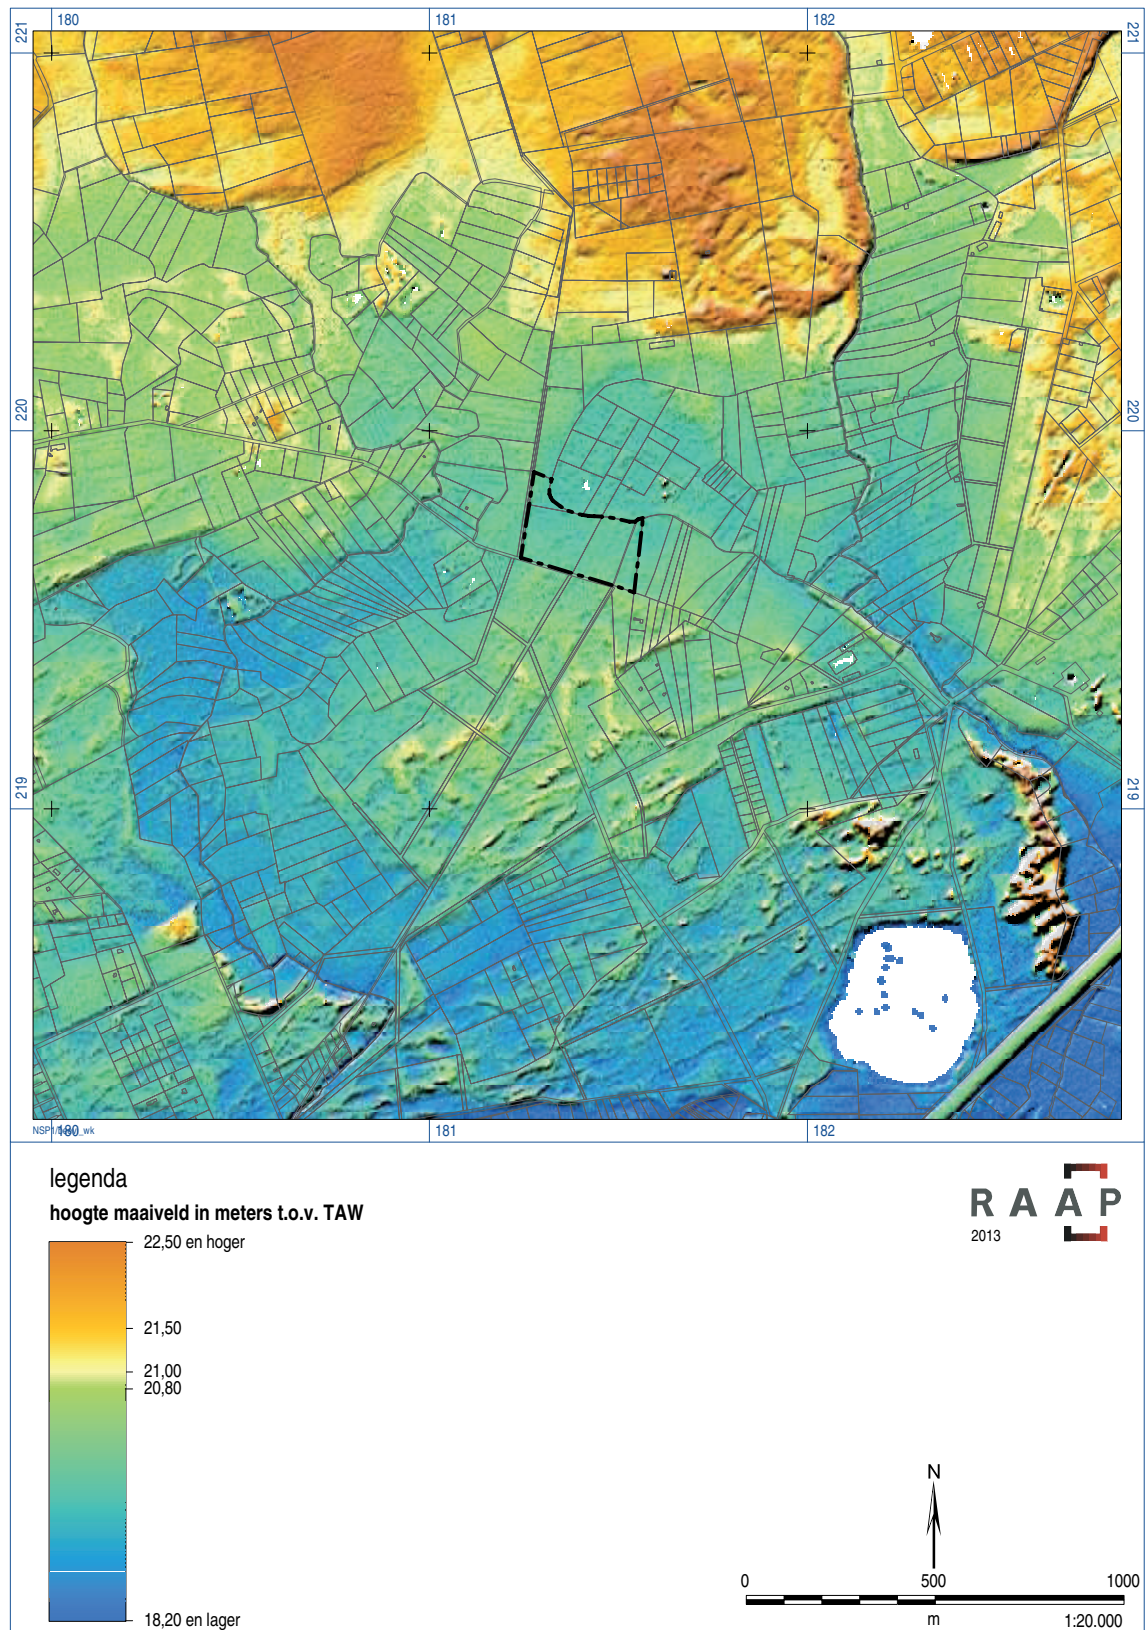 180 181 182
221 221
220 220
219 219
180 181 182
legenda
hoogte maaiveld in meters t.o.v. TAW
22,50 en hoger
21,50
21,00
20,80
18,20 en lager
RAAP
2013
N
0 500 1000
m 1:20.000